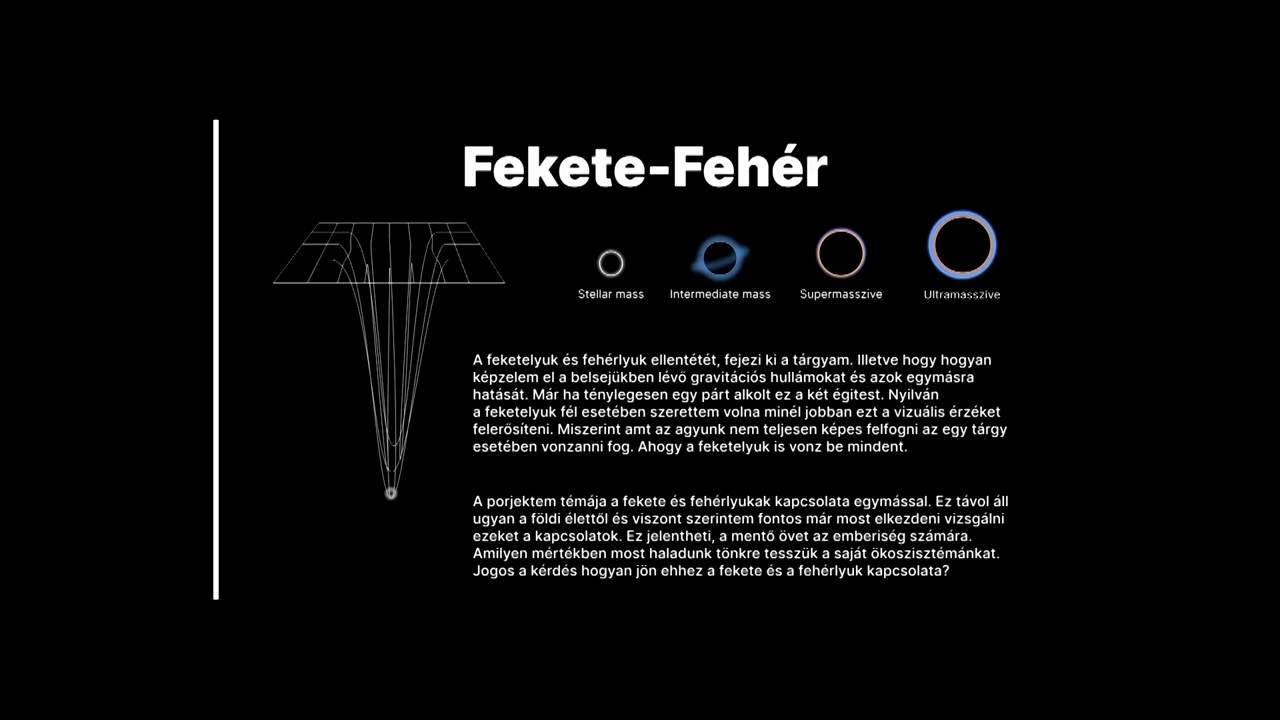 Fekete-Fehér
Stellar mass
Intermediate mass
Supermasszive
Ultramasszive
A feketelyuk és fehérlyuk ellentétét, fejezi ki a tárgyam. Illetve hogy hogyan
képzelem el a belsejükben lévő gravitációs hullámokat és azok egymásra
hatását. Már ha ténylegesen egy párt alkolt ez a két égitest. Nyilván
a feketelyuk fél esetében szerettem volna minél jobban ezt a vizuális érzéket
felerősíteni. Miszerint amt az agyunk nem teljesen képes felfogni az egy tárgy
esetében vonzanni fog. Ahogy a feketelyuk is vonz be mindent.
A porjektem témája a fekete és fehérlyukak kapcsolata egymással. Ez távol áll
ugyan a földi élettől és viszont szerintem fontos már most elkezdeni vizsgálni
ezeket a kapcsolatok. Ez jelentheti, a mentő övet az emberiség számára.
Amilyen mértékben most haladunk tönkre tesszük a saját ökoszisztémánkat.
Jogos a kérdés hogyan jön ehhez a fekete és a fehérlyuk kapcsolata?